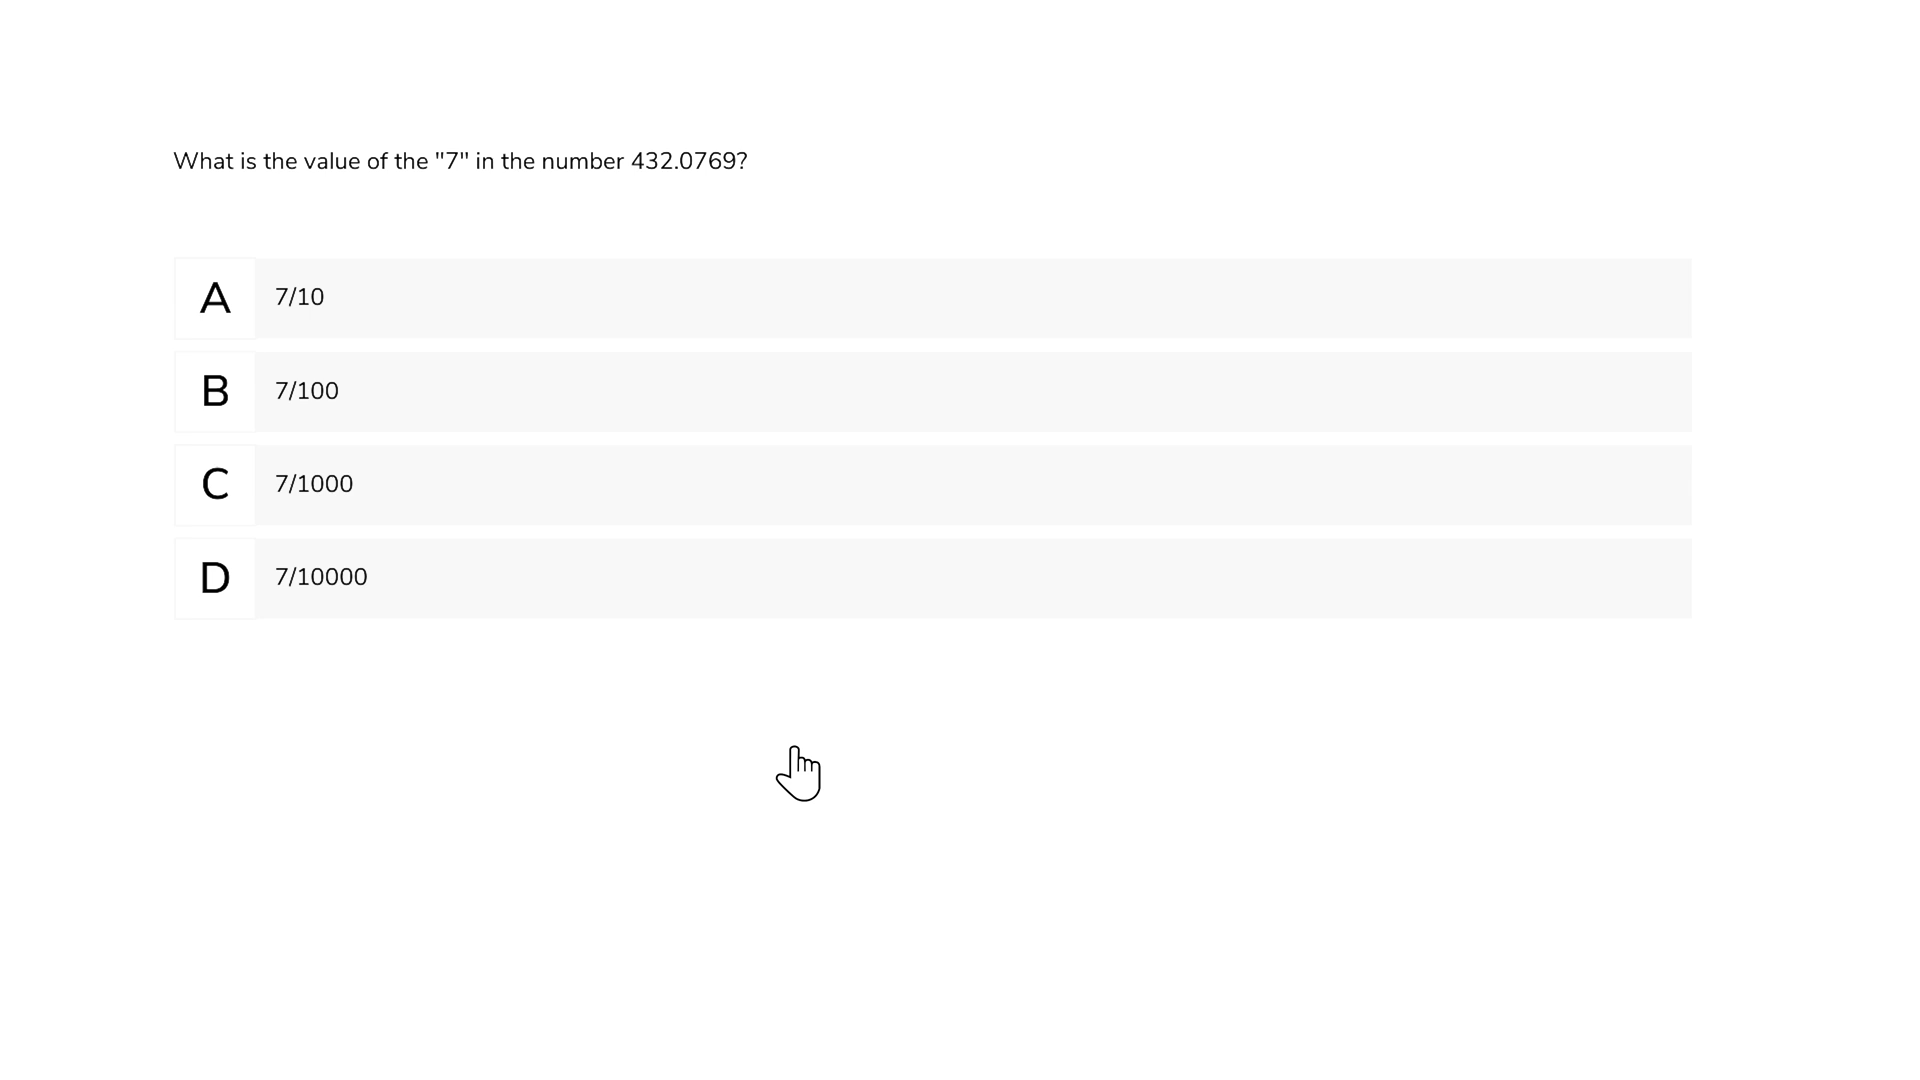 What is the value of the "7" in the number 432.0769?
A 7/10
B 7/100
C 7/1000
D 7/10000